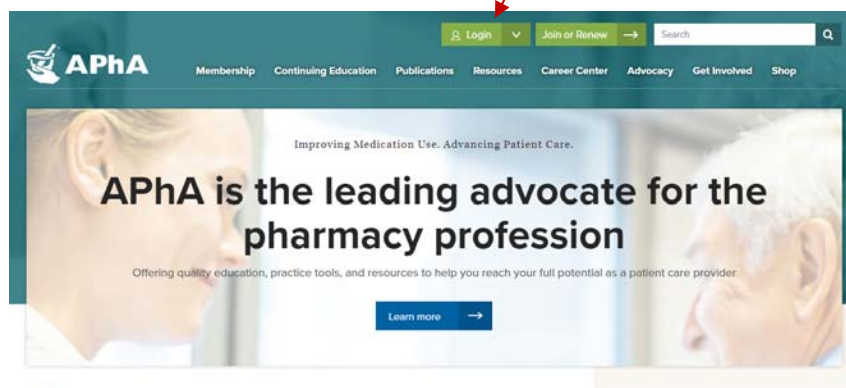 Login
Join or Renew
Search
APhA
Membership Continuing Education Publications Resources Career Center Advocacy Get Involved Shop
Improving Medication Use. Advancing Patient Care.
APhA is the leading advocate for the
pharmacy profession
Offering quality education, practice tools, and resources to help you reach your full potential as a patient care provider
Learn more